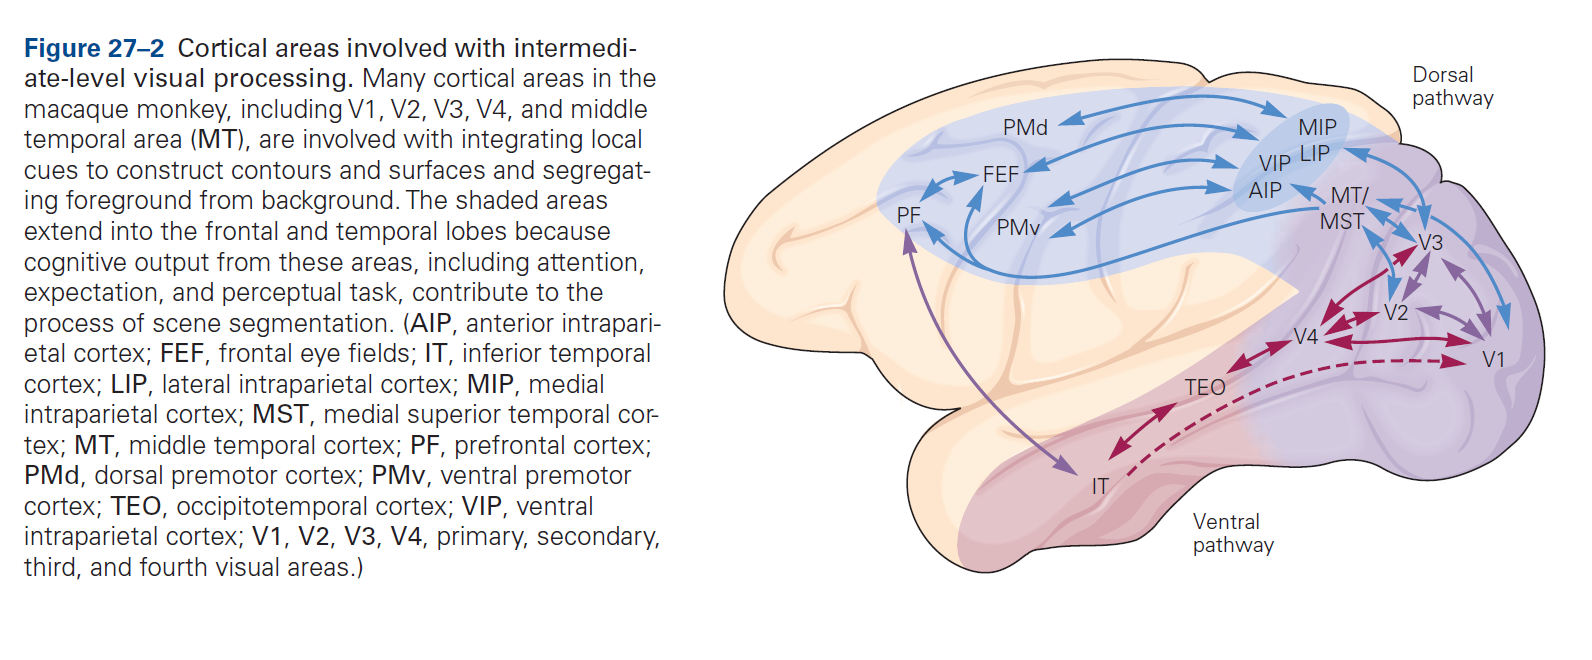 Figure 27–2 Cortical areas involved with intermedi-
ate-level visual processing. Many cortical areas in the
macaque monkey, including V1, V2, V3, V4, and middle
temporal area (MT), are involved with integrating local
cues to construct contours and surfaces and segregat-
ing foreground from background. The shaded areas
extend into the frontal and temporal lobes because
cognitive output from these areas, including attention,
expectation, and perceptual task, contribute to the
process of scene segmentation. (AIP, anterior intrapari-
etal cortex; FEF, frontal eye fields; IT, inferior temporal
cortex; LIP, lateral intraparietal cortex; MIP, medial
intraparietal cortex; MST, medial superior temporal cor-
tex; MT, middle temporal cortex; PF, prefrontal cortex;
PMd, dorsal premotor cortex; PMv, ventral premotor
cortex; TEO, occipitotemporal cortex; VIP, ventral
intraparietal cortex; V1, V2, V3, V4, primary, secondary,
third, and fourth visual areas.)
Dorsal
pathway
PMd
MIP
LIP
VIP
AIP
FEF
MT/
MST
PF
PMv
V3
V2
V4
V1
TEO
IT
Ventral
pathway